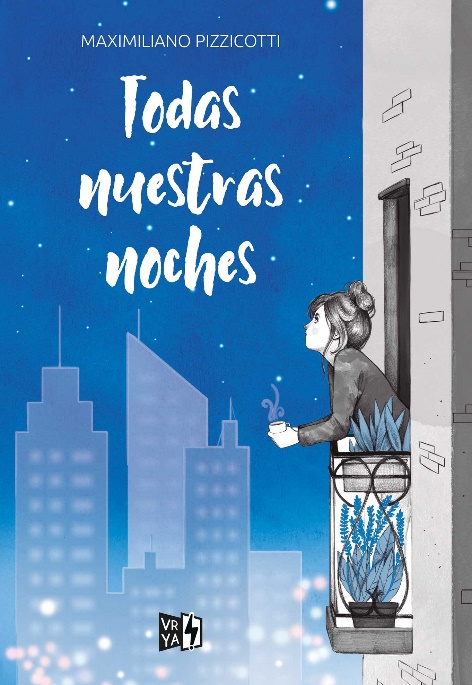 MAXIMILIANO PIZZICOTTI
Todas
nuestras
noches
VR
YA